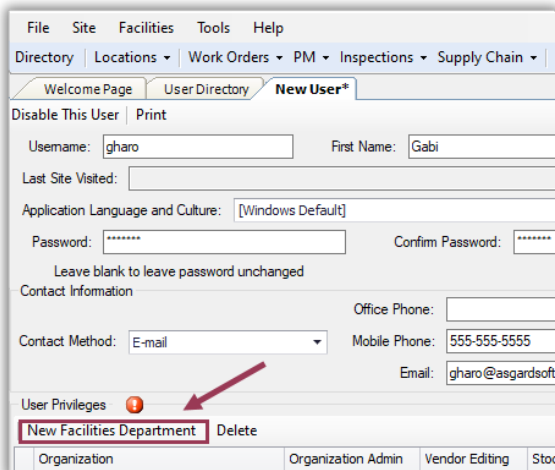 File Site Facilities Tools Help
Directory Locations Work Orders PM Inspections Supply Chain
Welcome Page User Directory New User*
Disable This User Print
Username: gharo First Name: Gabi
Last Site Visited:
Application Language and Culture: [Windows Default]
Password: ******* Confirm Password: *******
Leave blank to leave password unchanged
Contact Information
Office Phone:
Contact Method: E-mail Mobile Phone: 555-555-5555
Email: gharo@asgardsoft
User Privileges
New Facilities Department Delete
Organization Organization Admin Vendor Editing Stoc